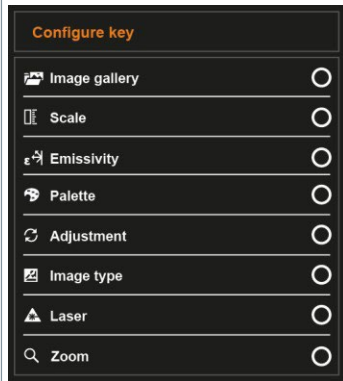 Configure key
Image gallery
Scale
Emissivity
Palette
Adjustment
Image type
Laser
Zoom